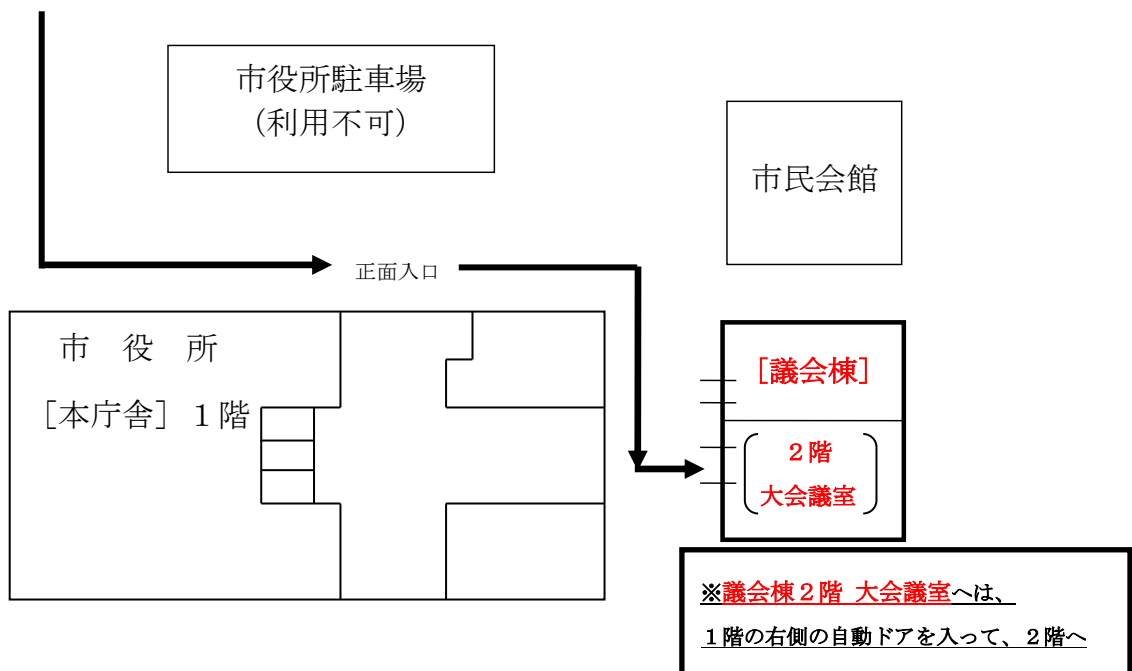 市役所駐車場
（利用不可）
市民会館
正面入口
市　役　所
［本庁舎］１階
［議会棟］
２階
大会議室
※議会棟２階 大会議室へは、
１階の右側の自動ドアを入って、２階へ